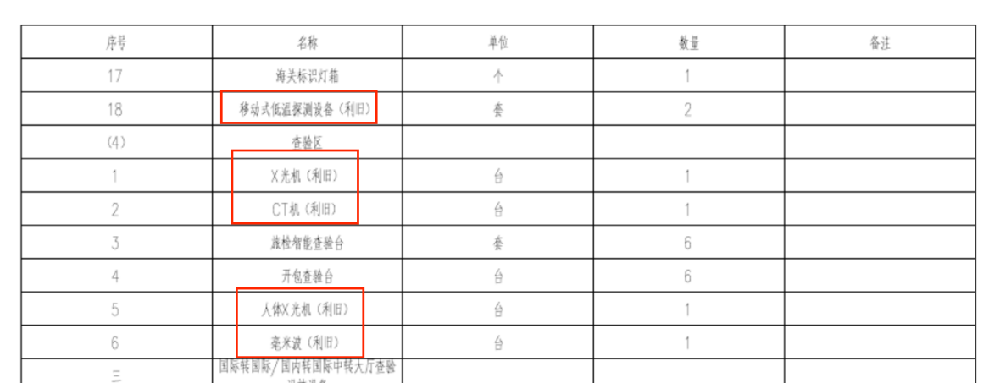 序号 名称 单位 数量 备注
17 海关标识灯箱 个 1
18 移动式低温探测设备（利旧） 套 2
(4) 查验区
1 X光机（利旧） 台 1
2 CT机（利旧） 台 1
3 旅检智能查验台 套 6
4 开包查验台 台 6
5 人体X光机（利旧） 台 1
6 毫米波（利旧） 台 1
三 国际转国际/国内转国际中转大厅查验